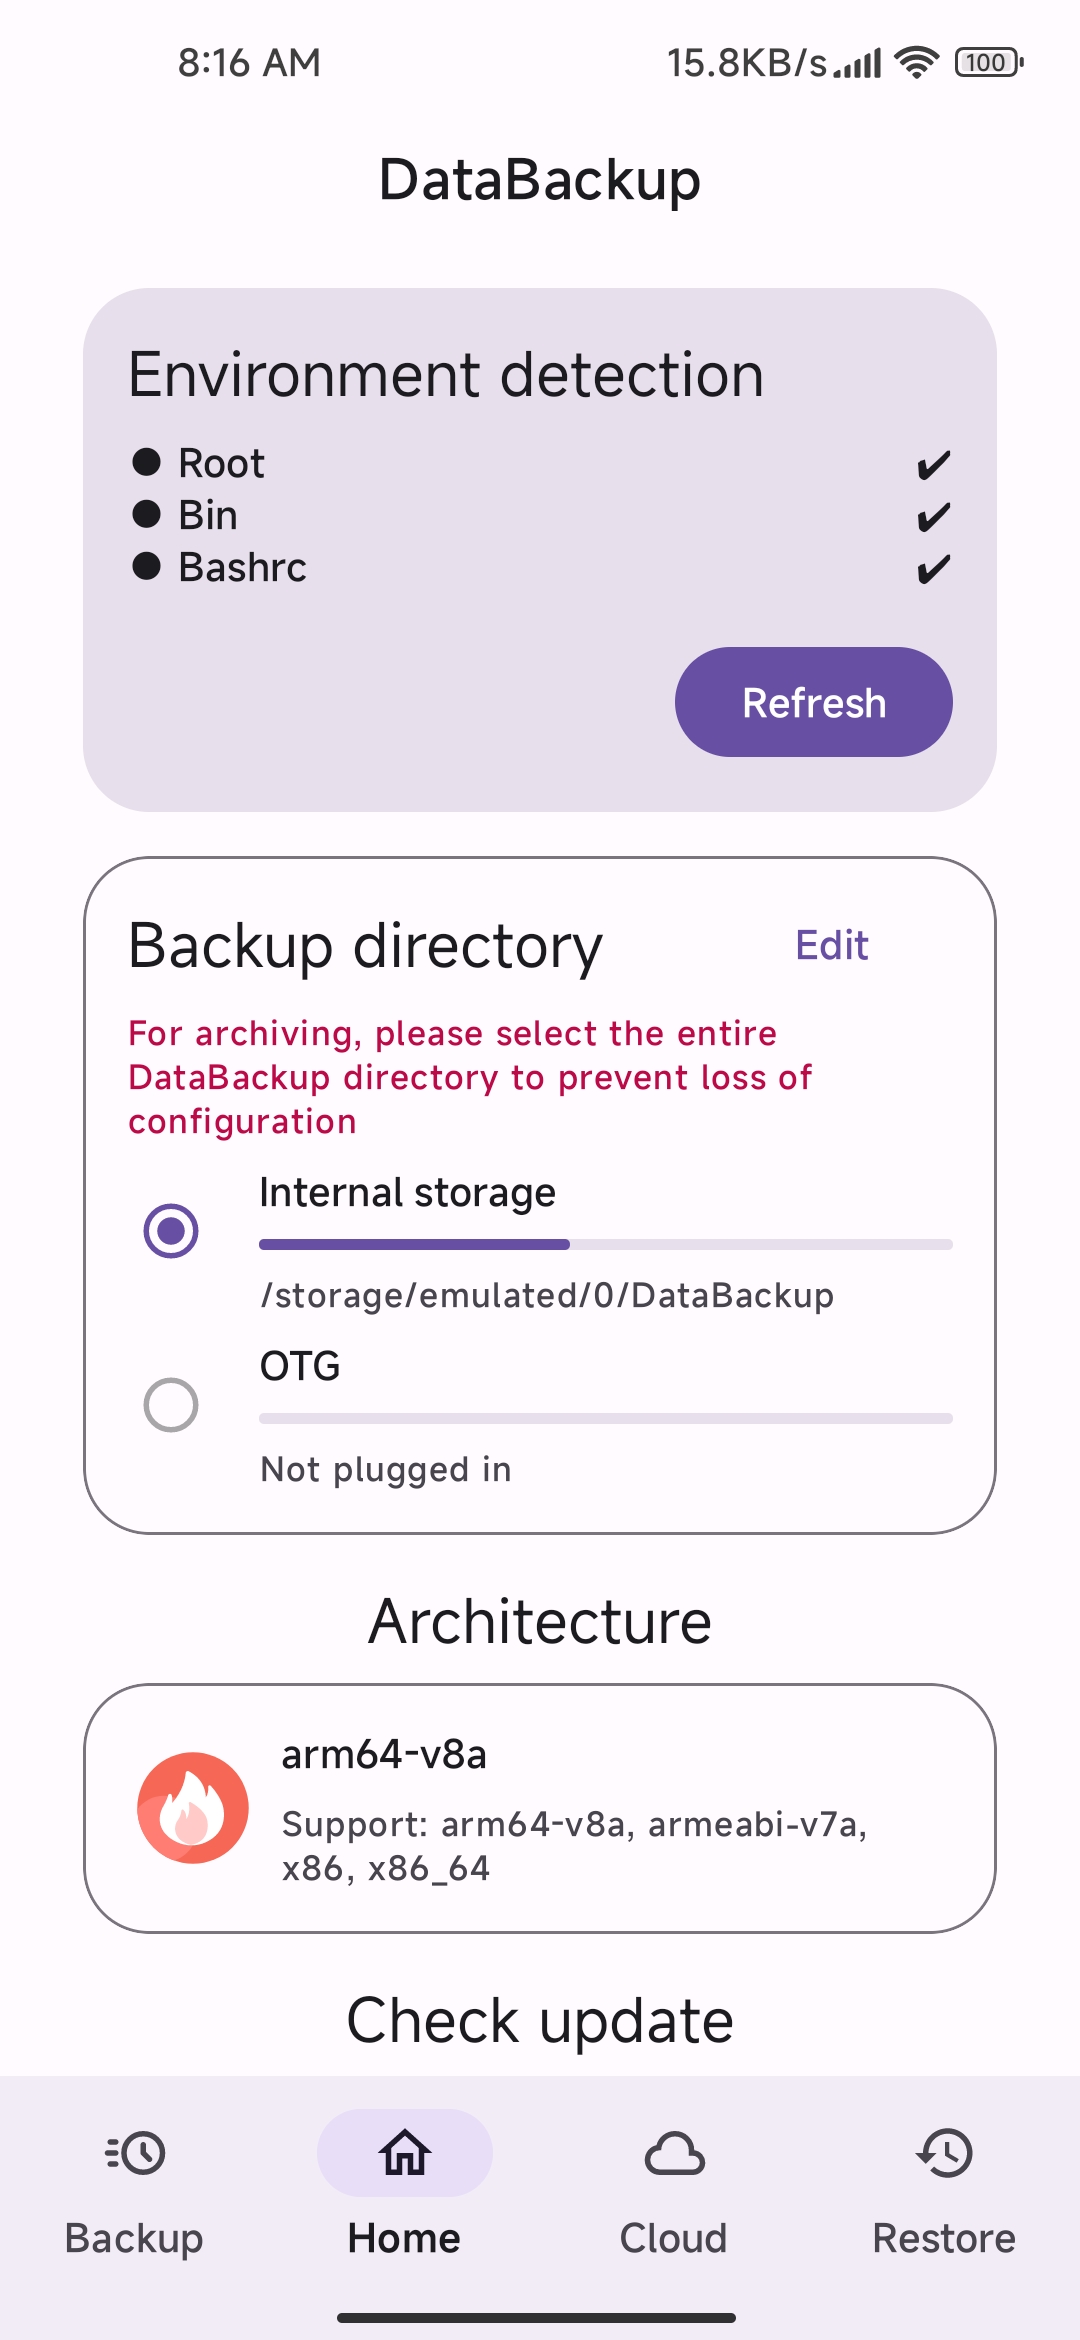 8:16 AM 15.8KB/s 100
DataBackup
Environment detection
● Root ✔
● Bin ✔
● Bashrc ✔
Refresh
Backup directory Edit
For archiving, please select the entire
DataBackup directory to prevent loss of
configuration
Internal storage
/storage/emulated/0/DataBackup
OTG
Not plugged in
Architecture
arm64-v8a
Support: arm64-v8a, armeabi-v7a,
x86, x86_64
Check update
Backup Home Cloud Restore